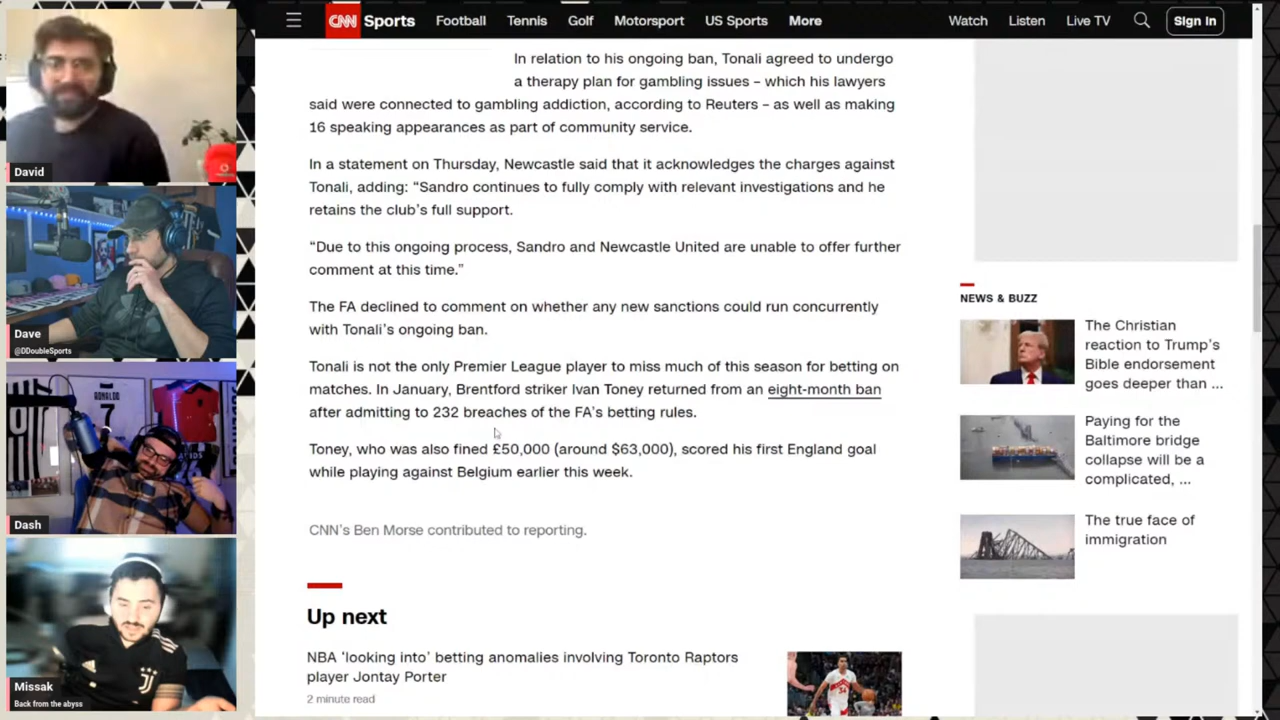 CNN Sports Football Tennis Golf Motorsport US Sports More Watch Listen Live TV Sign in
In relation to his ongoing ban, Tonali agreed to undergo
a therapy plan for gambling issues – which his lawyers
said were connected to gambling addiction, according to Reuters – as well as making
16 speaking appearances as part of community service.
In a statement on Thursday, Newcastle said that it acknowledges the charges against
Tonali, adding: “Sandro continues to fully comply with relevant investigations and he
retains the club’s full support.
“Due to this ongoing process, Sandro and Newcastle United are unable to offer further
comment at this time.”
The FA declined to comment on whether any new sanctions could run concurrently
with Tonali’s ongoing ban.
Tonali is not the only Premier League player to miss much of this season for betting on
matches. In January, Brentford striker Ivan Toney returned from an eight-month ban
after admitting to 232 breaches of the FA’s betting rules.
Toney, who was also fined £50,000 (around $63,000), scored his first England goal
while playing against Belgium earlier this week.
CNN’s Ben Morse contributed to reporting.
Up next
NBA ‘looking into’ betting anomalies involving Toronto Raptors
player Jontay Porter
2 minute read
NEWS & BUZZ
The Christian
reaction to Trump’s
Bible endorsement
goes deeper than ...
Paying for the
Baltimore bridge
collapse will be a
complicated, ...
The true face of
immigration
David
Dave
@DDoubleSports
RONALDO
7
Dash
Missak
Back from the abyss